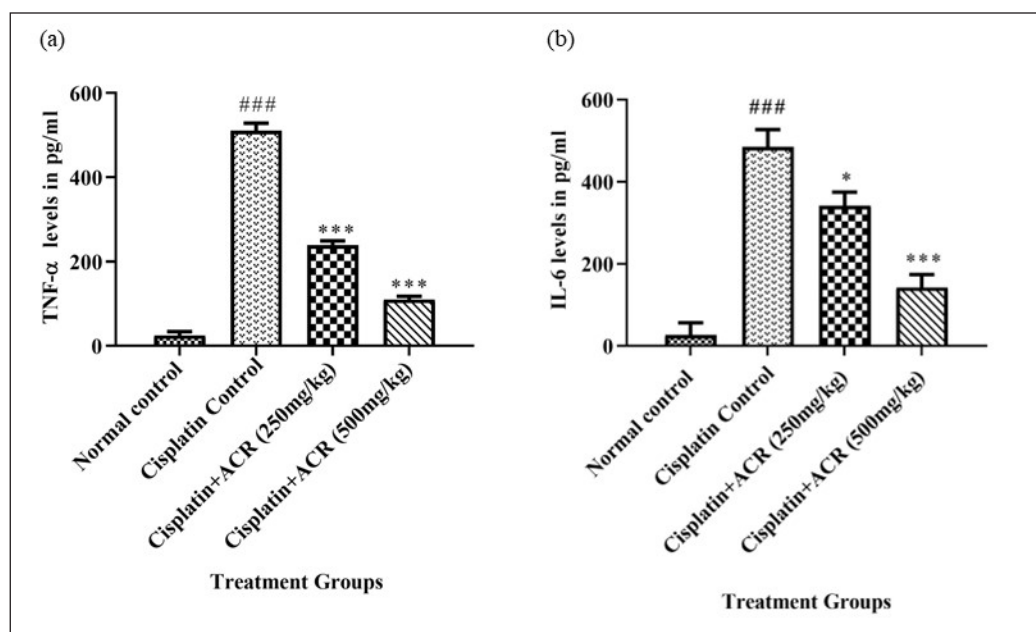 (a)
TNF-α levels in pg/ml
600
400
200
0
###
***
***
Normal control
Cisplatin Control
Cisplatin+ACR (250mg/kg)
Cisplatin+ACR (500mg/kg)
Treatment Groups
(b)
IL-6 levels in pg/ml
600
400
200
0
###
*
***
Normal control
Cisplatin Control
Cisplatin+ACR (250mg/kg)
Cisplatin+ACR (500mg/kg)
Treatment Groups